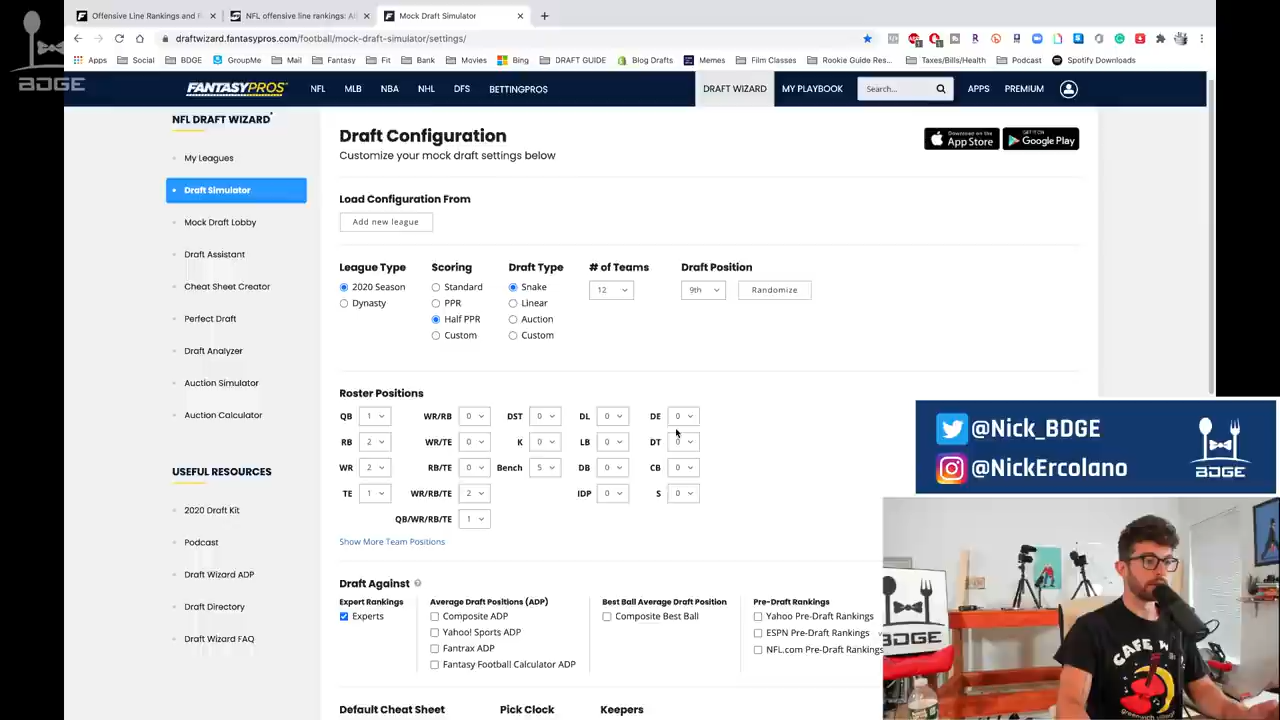 Offensive Line Rankings and P
NFL offensive line rankings: All
Mock Draft Simulator
draftwizard.fantasypros.com/football/mock-draft-simulator/settings/
Apps Social BDGE GroupMe Mail Fantasy Fit Bank Movies Bing DRAFT GUIDE Blog Drafts Memes Film Classes Rookie Guide Res... Taxes/Bills/Health Podcast Spotify Downloads
BDGE
FANTASYPROS NFL MLB NBA NHL DFS BETTINGPROS DRAFT WIZARD MY PLAYBOOK Search... APPS PREMIUM
NFL DRAFT WIZARD
My Leagues
Draft Simulator
Mock Draft Lobby
Draft Assistant
Cheat Sheet Creator
Perfect Draft
Draft Analyzer
Auction Simulator
Auction Calculator
USEFUL RESOURCES
2020 Draft Kit
Podcast
Draft Wizard ADP
Draft Directory
Draft Wizard FAQ
Draft Configuration
Customize your mock draft settings below
Download on the
App Store
GET IT ON
Google Play
Load Configuration From
Add new league
League Type Scoring Draft Type # of Teams Draft Position
2020 Season Standard Snake 12 9th Randomize
Dynasty PPR Linear
Half PPR Auction
Custom Custom
Roster Positions
QB 1 WR/RB 0 DST 0 DL 0 DE 0
RB 2 WR/TE 0 K 0 LB 0 DT 0
WR 2 RB/TE 0 Bench 5 DB 0 CB 0
TE 1 WR/RB/TE 2 IDP 0 S 0
QB/WR/RB/TE 1
Show More Team Positions
Draft Against ?
Expert Rankings Average Draft Positions (ADP) Best Ball Average Draft Position Pre-Draft Rankings
Experts Composite ADP Composite Best Ball Yahoo Pre-Draft Rankings
Yahoo! Sports ADP ESPN Pre-Draft Rankings
Fantrax ADP NFL.com Pre-Draft Rankings
Fantasy Football Calculator ADP
Default Cheat Sheet Pick Clock Keepers
@Nick_BDGE
@NickErcolano
BDGE
BDGE
CAFE W